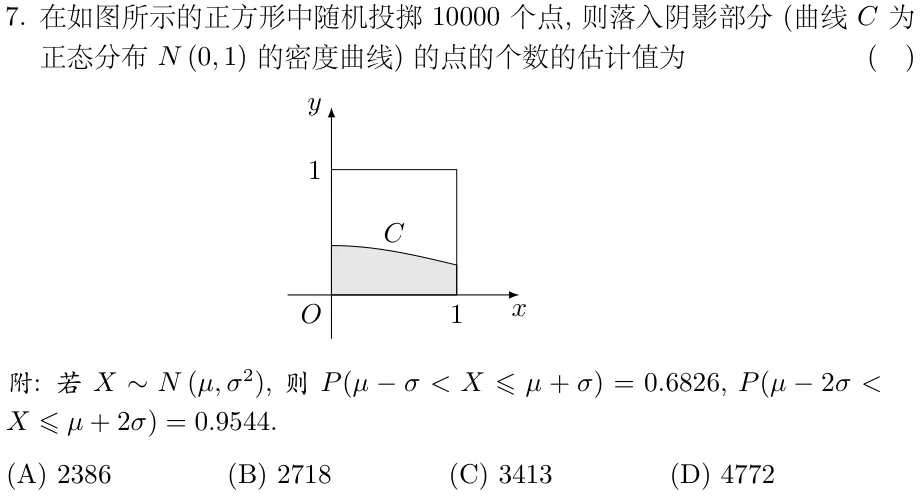 7. 在如图所示的正方形中随机投掷 10000 个点, 则落入阴影部分 (曲线 C 为
正态分布 N (0, 1) 的密度曲线) 的点的个数的估计值为 ( )
y
1
C
O
1
x
附: 若 X ∼ N (μ, σ²), 则 P(μ − σ < X ⩽ μ + σ) = 0.6826, P(μ − 2σ <
X ⩽ μ + 2σ) = 0.9544.
(A) 2386 (B) 2718 (C) 3413 (D) 4772